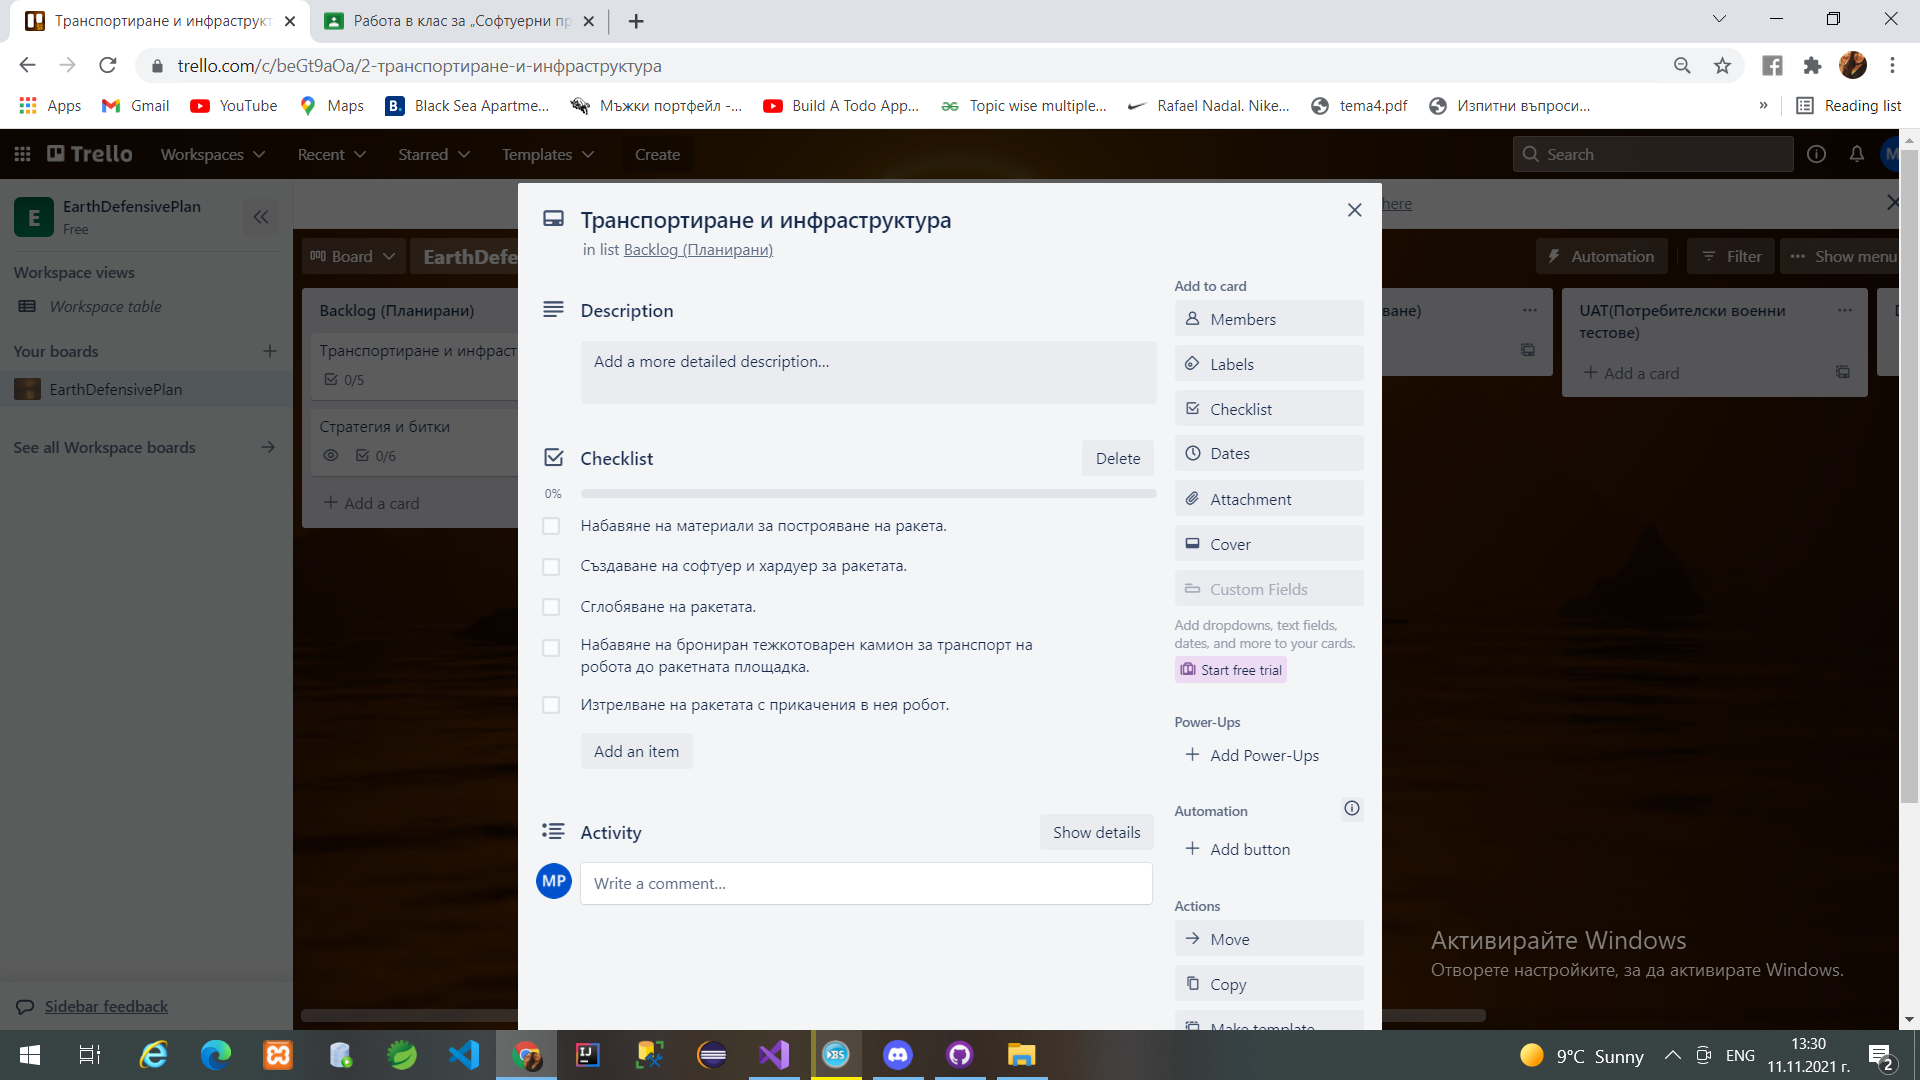 Транспортиране и инфраструкт
Работа в клас за „Софтуерни пр
trello.com/c/beGt9aOa/2-транспортиране-и-инфраструктура
Apps
Gmail
YouTube
Maps
B.
Black Sea Apartme...
Мъжки портфейл -...
Build A Todo App,...
Topic wise multiple...
Rafael Nadal. Nike...
tema4.pdf
Изпитни въпроси...
»
Reading list
Trello
Workspaces
Recent
Starred
Templates
Create
Search
E
EarthDefensivePlan
Free
Workspace views
Workspace table
Your boards
EarthDefensivePlan
See all Workspace boards
Sidebar feedback
here
Board
EarthDefe
Automation
Filter
Show menu
Backlog (Планирани)
Транспортиране и инфраст
0/5
Стратегия и битки
0/6
Add a card
ване)
UAT(Потребителски военни
тестове)
Add a card
Транспортиране и инфраструктура
in list Backlog (Планирани)
Description
Add a more detailed description...
Checklist
Delete
0%
Набавяне на материали за построяване на ракета.
Създаване на софтуер и хардуер за ракетата.
Сглобяване на ракетата.
Набавяне на брониран тежкотоварен камион за транспорт на
робота до ракетната площадка.
Изтрелване на ракетата с прикачения в нея робот.
Add an item
Activity
Show details
MP
Write a comment...
Add to card
Members
Labels
Checklist
Dates
Attachment
Cover
Custom Fields
Add dropdowns, text fields,
dates, and more to your cards.
Start free trial
Power-Ups
Add Power-Ups
Automation
Add button
Actions
Move
Copy
Make template
Активирайте Windows
Отворете настройките, за да активирате Windows.
9°C Sunny
ENG
13:30
11.11.2021 г.
2